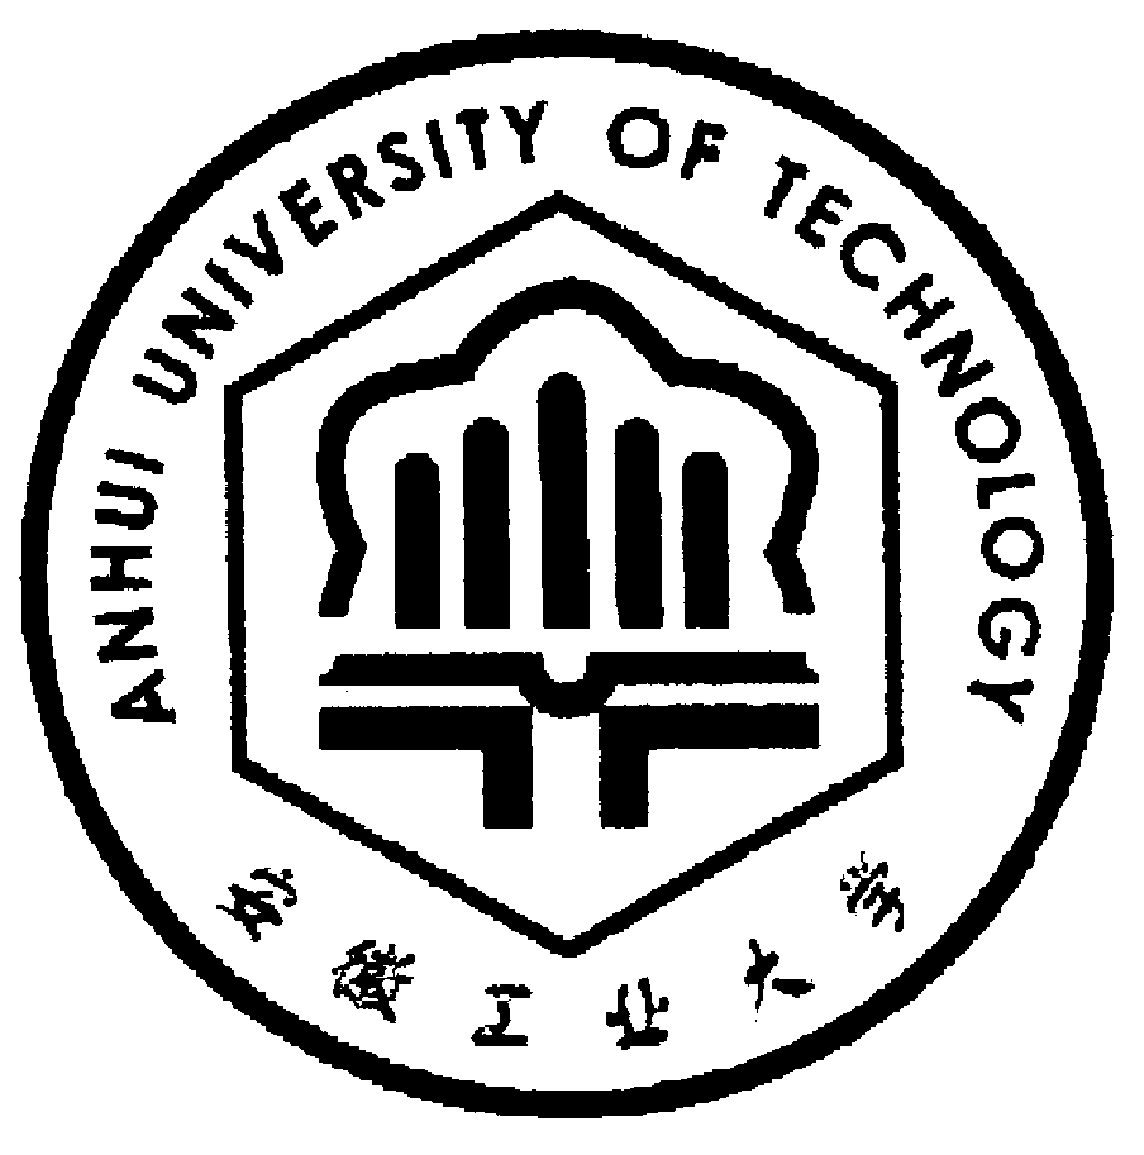 ANHUI UNIVERSITY OF TECHNOLOGY
安徽工业大学